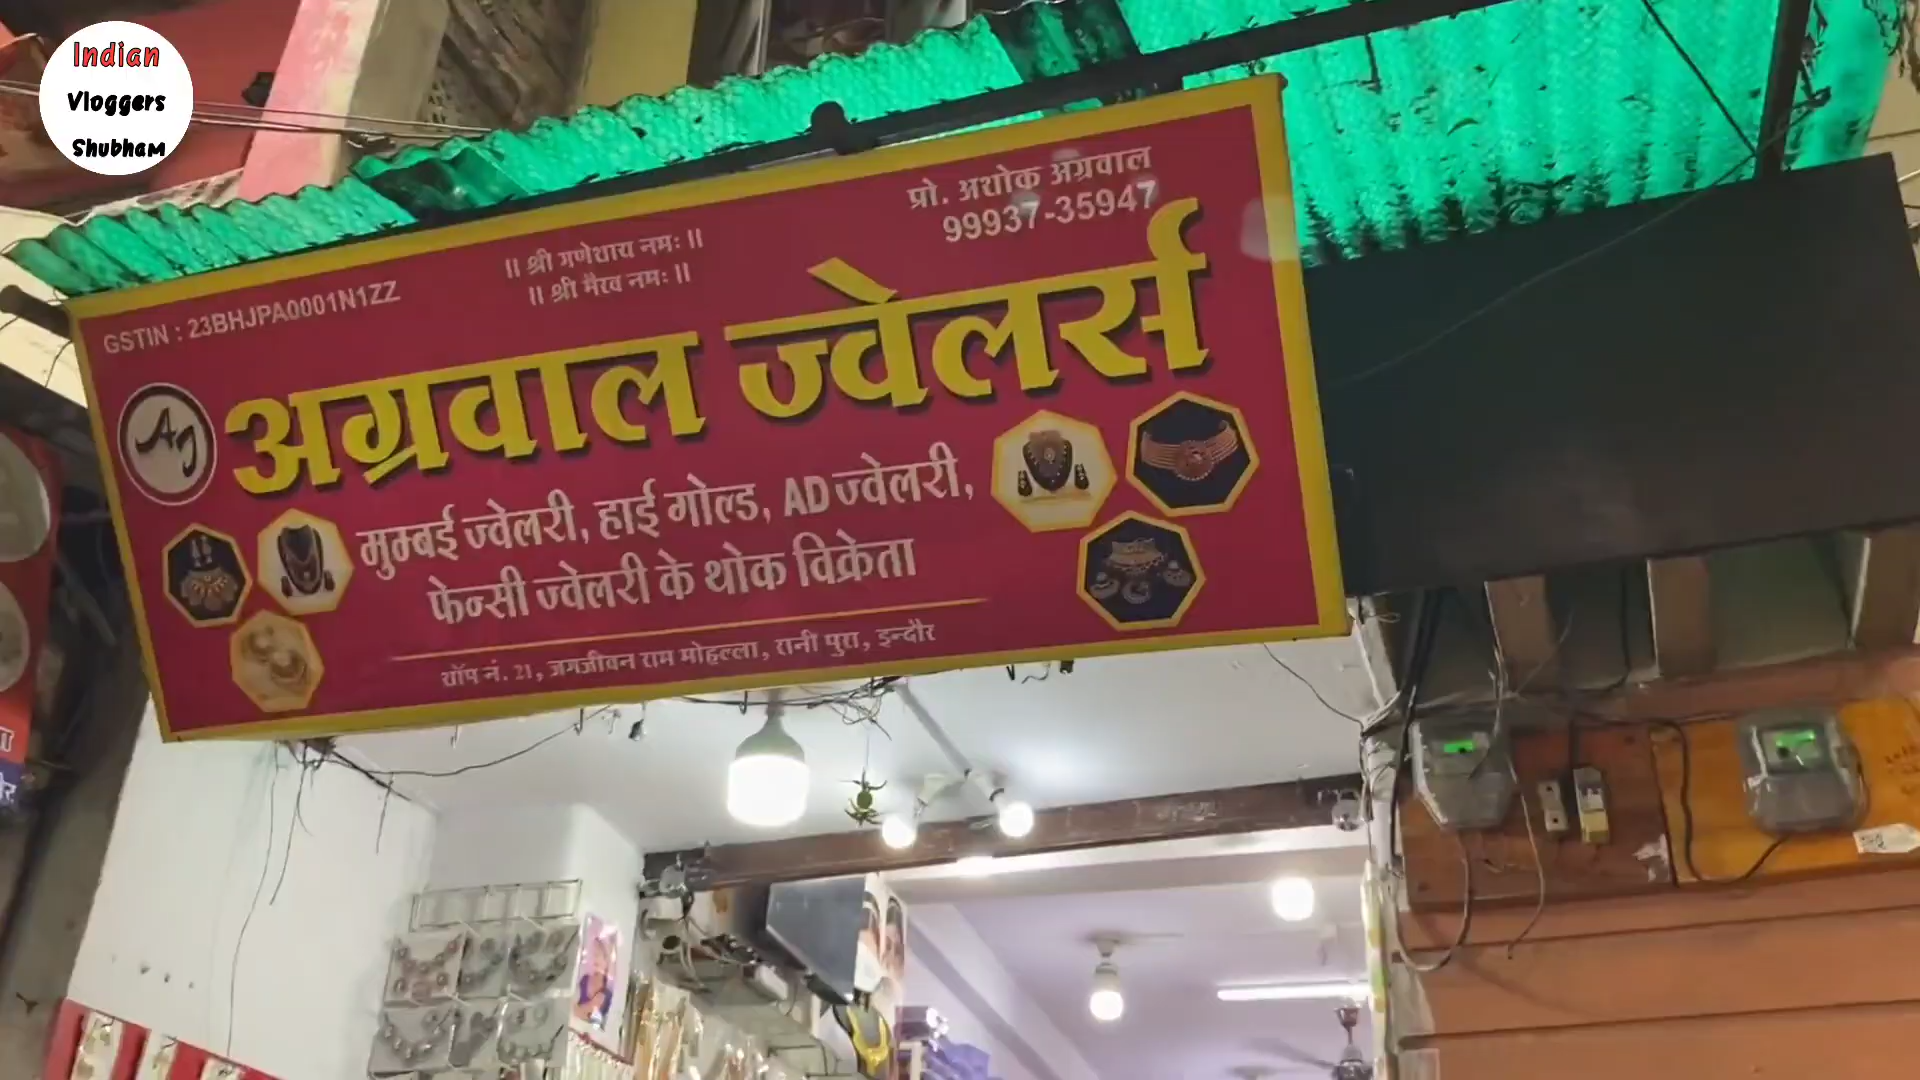 Indian
Vloggers
Shubham
प्रो. अशोक अग्रवाल
99937-35947
॥ श्री गणेशाय नमः ॥
॥ श्री भैरव नमः ॥
GSTIN : 23BHJPA0001N1ZZ
AJ
अग्रवाल ज्वेलर्स
मुम्बई ज्वेलरी, हाई गोल्ड, AD ज्वेलरी,
फेन्सी ज्वेलरी के थोक विक्रेता
शॉप नं. 21, जगजीवन राम मोहल्ला, रानी पुरा, इन्दौर